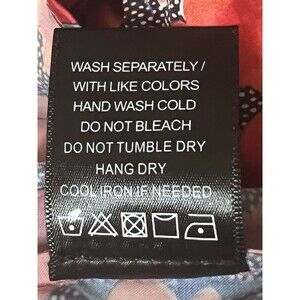 WASH SEPARATELY /
WITH LIKE COLORS
HAND WASH COLD
DO NOT BLEACH
DO NOT TUMBLE DRY
HANG DRY
COOL IRON IF NEEDED